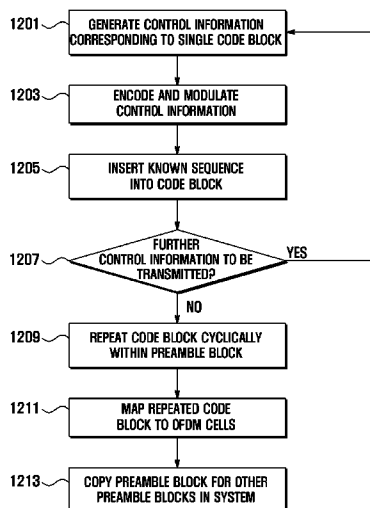 1201
GENERATE CONTROL INFORMATION
CORRESPONDING TO SINGLE CODE BLOCK
1203
ENCODE AND MODULATE
CONTROL INFORMATION
1205
INSERT KNOWN SEQUENCE
INTO CODE BLOCK
1207
FURTHER
CONTROL INFORMATION TO BE
TRANSMITTED?
YES
NO
1209
REPEAT CODE BLOCK CYCLICALLY
WITHIN PREAMBLE BLOCK
1211
MAP REPEATED CODE
BLOCK TO OFDM CELLS
1213
COPY PREAMBLE BLOCK FOR OTHER
PREAMBLE BLOCKS IN SYSTEM